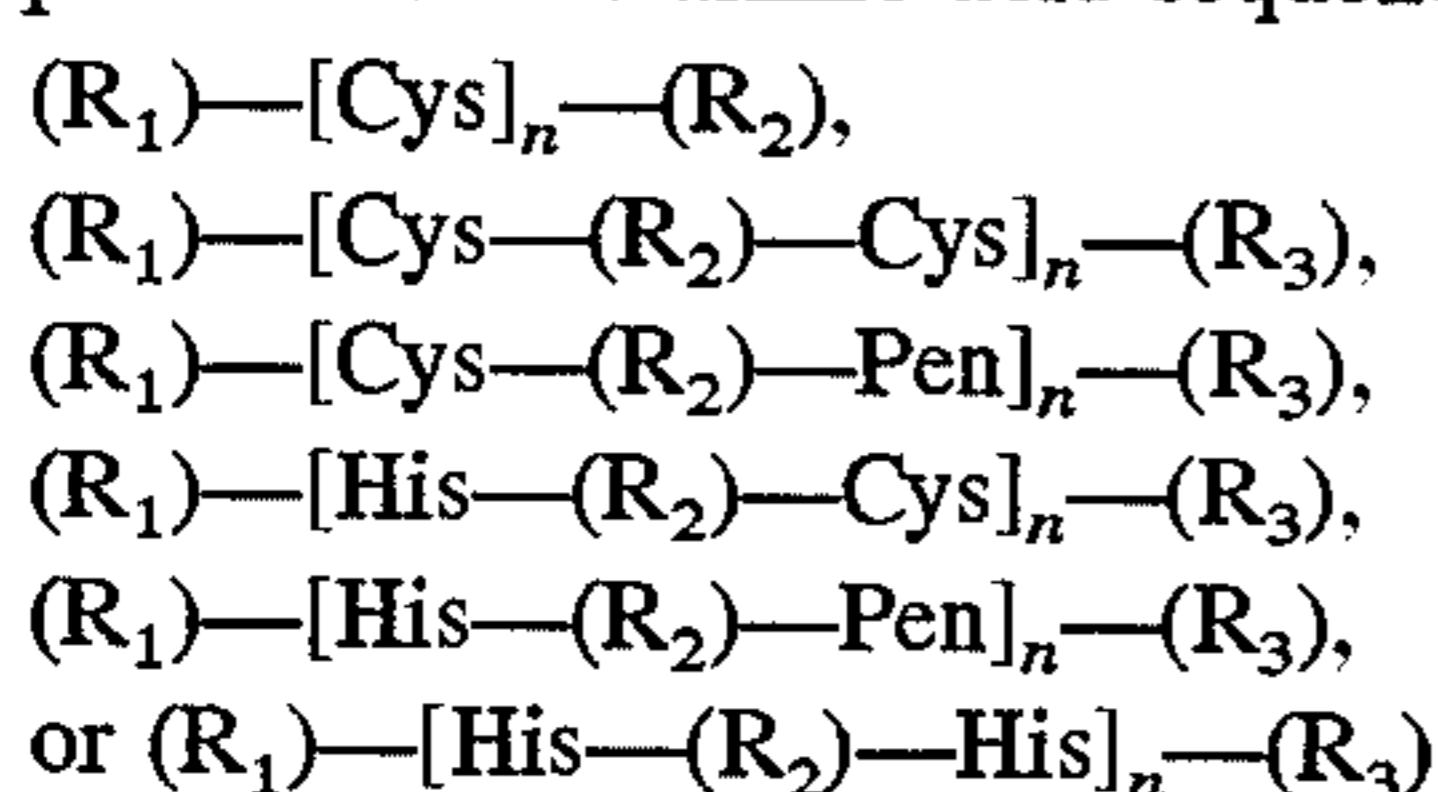 (R₁)—[Cys]ₙ—(R₂),
(R₁)—[Cys—(R₂)—Cys]ₙ—(R₃),
(R₁)—[Cys—(R₂)—Pen]ₙ—(R₃),
(R₁)—[His—(R₂)—Cys]ₙ—(R₃),
(R₁)—[His—(R₂)—Pen]ₙ—(R₃),
or (R₁)—[His—(R₂)—His]ₙ—(R₃)